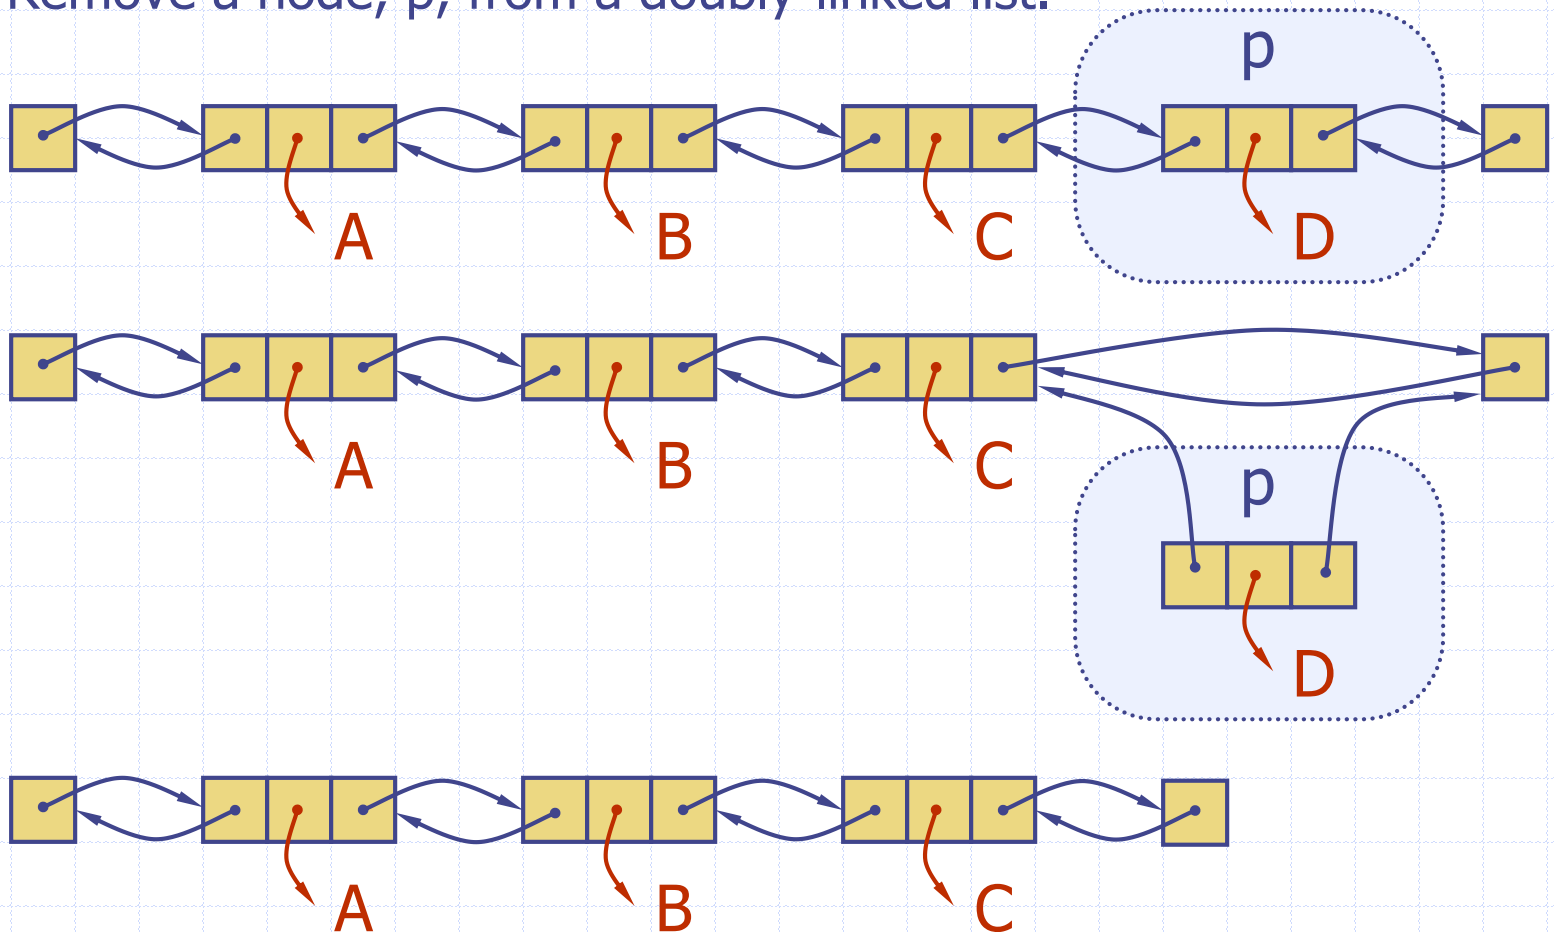 Remove a node, p, from a doubly-linked list.
p
A B C D
p
A B C
D
A B C